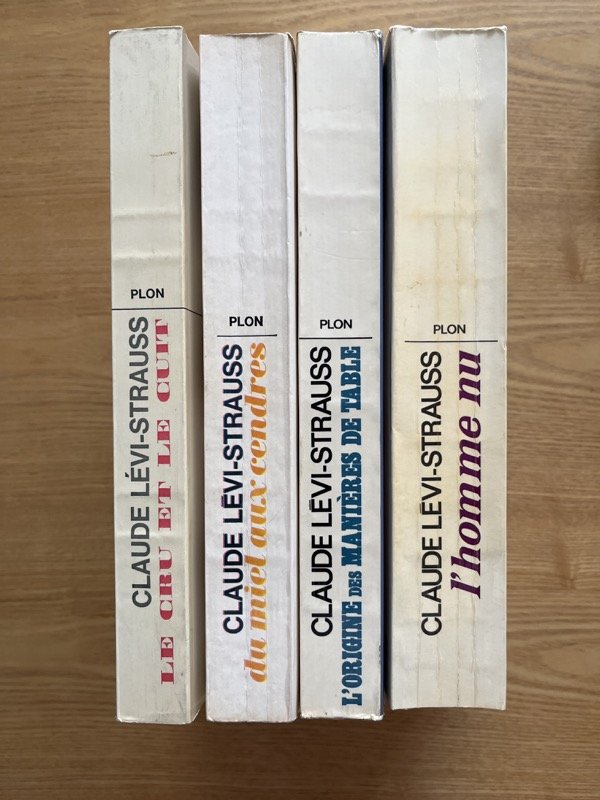 PLON
CLAUDE LÉVI-STRAUSS
LE CRU ET LE CUIT
PLON
CLAUDE LÉVI-STRAUSS
du miel aux cendres
PLON
CLAUDE LÉVI-STRAUSS
L'ORIGINE DES MANIÈRES DE TABLE
PLON
CLAUDE LÉVI-STRAUSS
l'homme nu